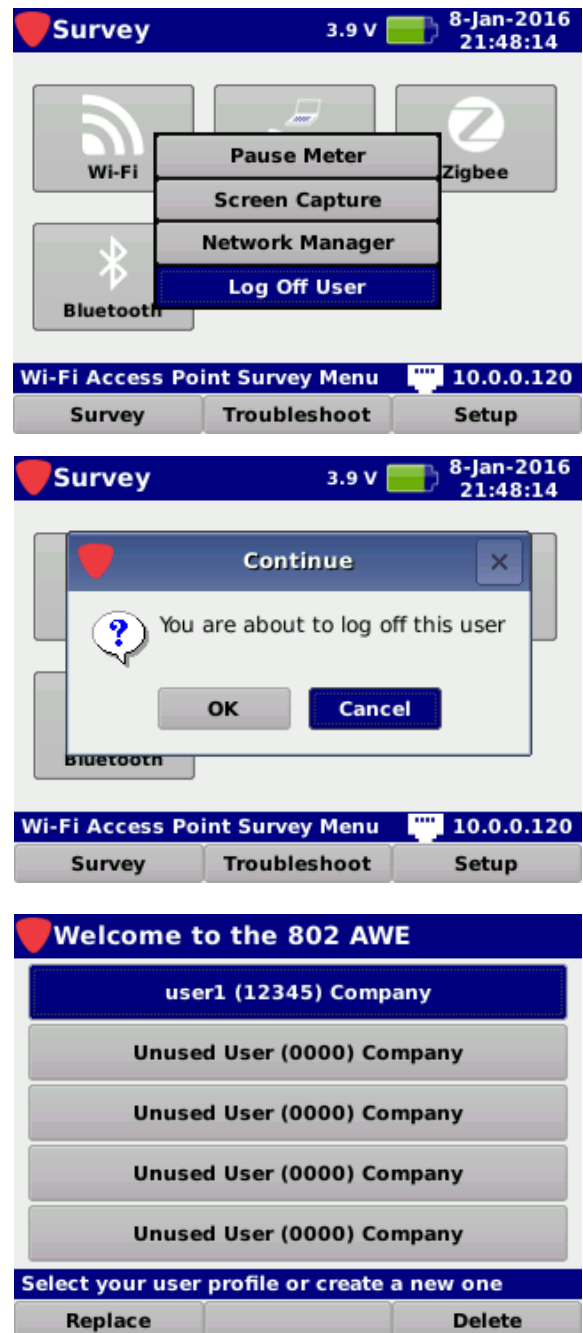 Survey 3.9 V 8-Jan-2016
21:48:14
Pause Meter
Wi-Fi Zigbee
Screen Capture
Network Manager
Log Off User
Bluetooth
Wi-Fi Access Point Survey Menu 10.0.0.120
Survey Troubleshoot Setup
Survey 3.9 V 8-Jan-2016
21:48:14
Continue
You are about to log off this user
OK Cancel
Bluetooth
Wi-Fi Access Point Survey Menu 10.0.0.120
Survey Troubleshoot Setup
Welcome to the 802 AWE
user1 (12345) Company
Unused User (0000) Company
Unused User (0000) Company
Unused User (0000) Company
Unused User (0000) Company
Select your user profile or create a new one
Replace Delete